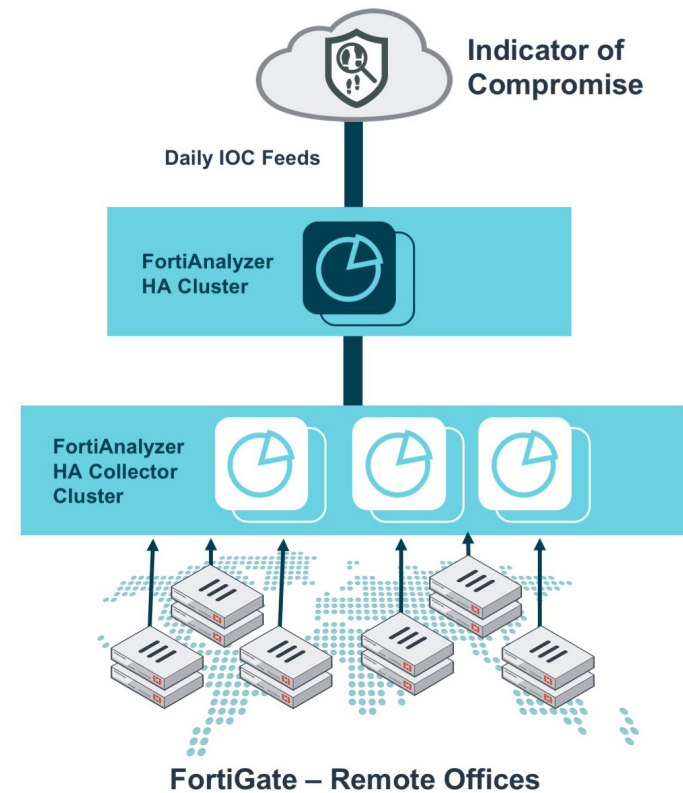 Indicator of
Compromise
Daily IOC Feeds
FortiAnalyzer
HA Cluster
FortiAnalyzer
HA Collector
Cluster
FortiGate – Remote Offices